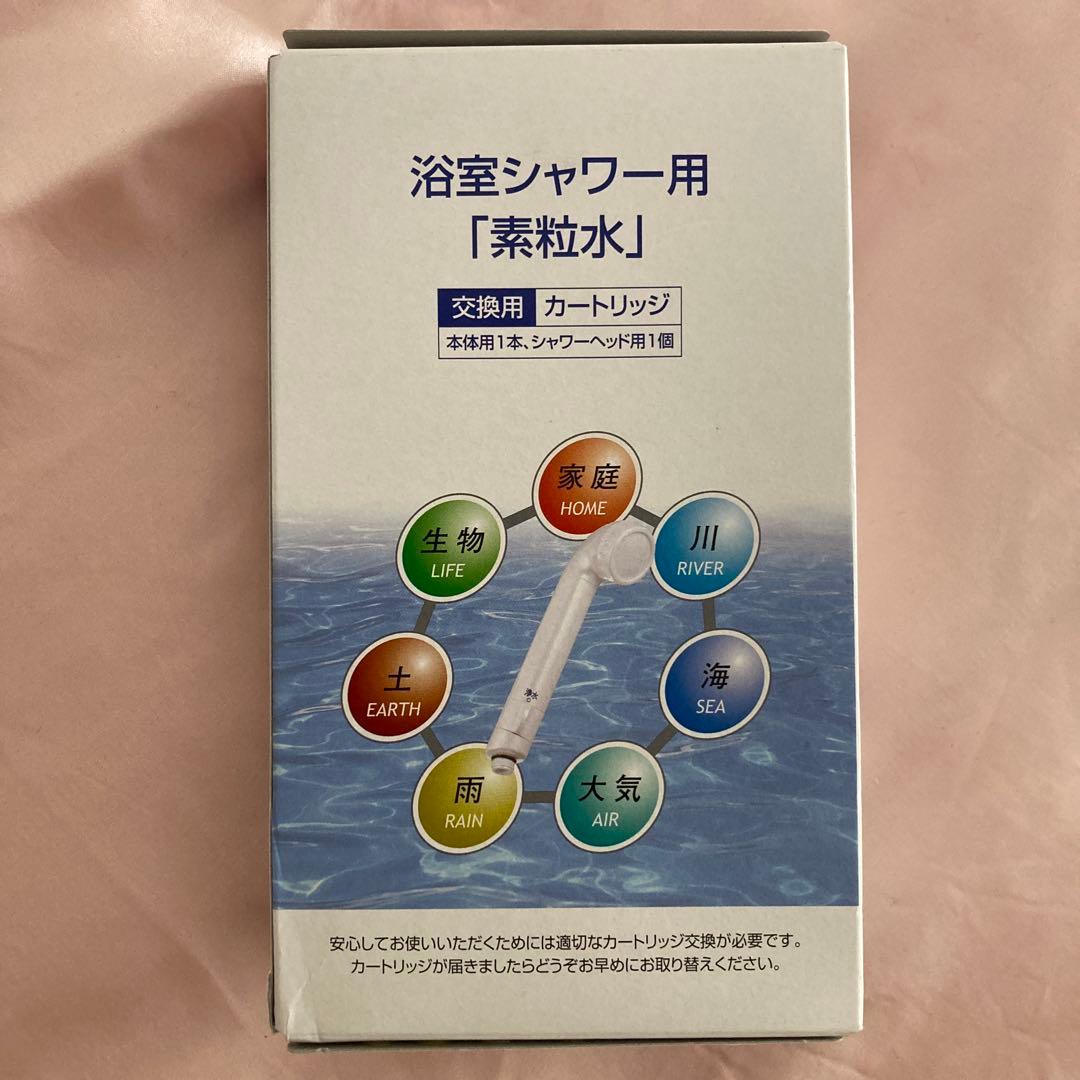 浴室シャワー用
「素粒水」
交換用 カートリッジ
本体用1本、シャワーヘッド用1個
家庭
HOME
生物
LIFE
川
RIVER
土
EARTH
海
SEA
浄水
雨
RAIN
大気
AIR
安心してお使いいただくためには適切なカートリッジ交換が必要です。
カートリッジが届きましたらどうぞお早めにお取り替えください。